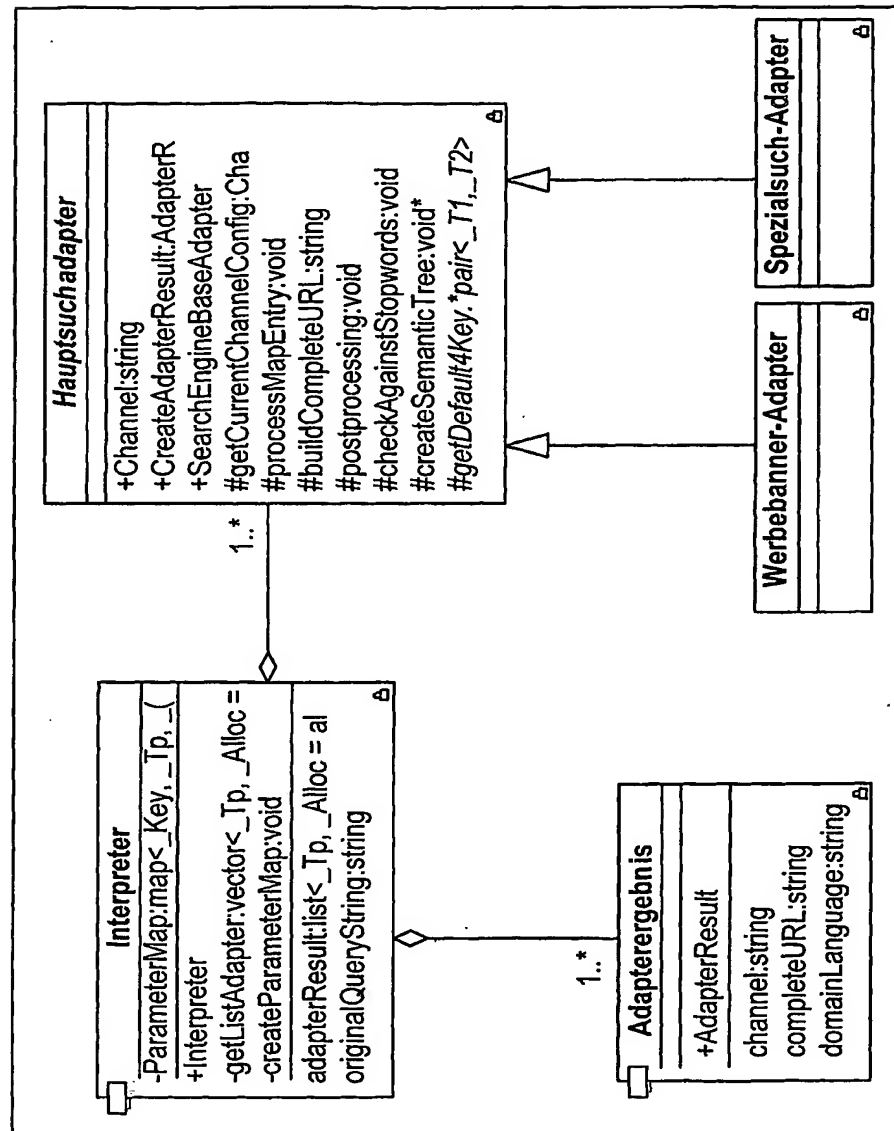 Interpreter
-ParameterMap:map<_Key, _Tp, _(
+Interpreter
-getListAdapter:vector<_Tp, _Alloc =
-createParameterMap:void
adapterResult:list<_Tp, _Alloc = al
originalQueryString:string
1..*
Hauptsuchadapter
+Channel:string
+CreateAdapterResult:AdapterR
+SearchEngineBaseAdapter
#getCurrentChannelConfig:Cha
#processMapEntry:void
#buildCompleteURL:string
#postprocessing:void
#checkAgainstStopwords:void
#createSemanticTree:void*
#getDefault4Key.*pair<_T1,_T2>
1..*
Adapterergebnis
+AdapterResult
channel:string
completeURL:string
domainLanguage:string
Werbebanner-Adapter
Spezialsuch-Adapter